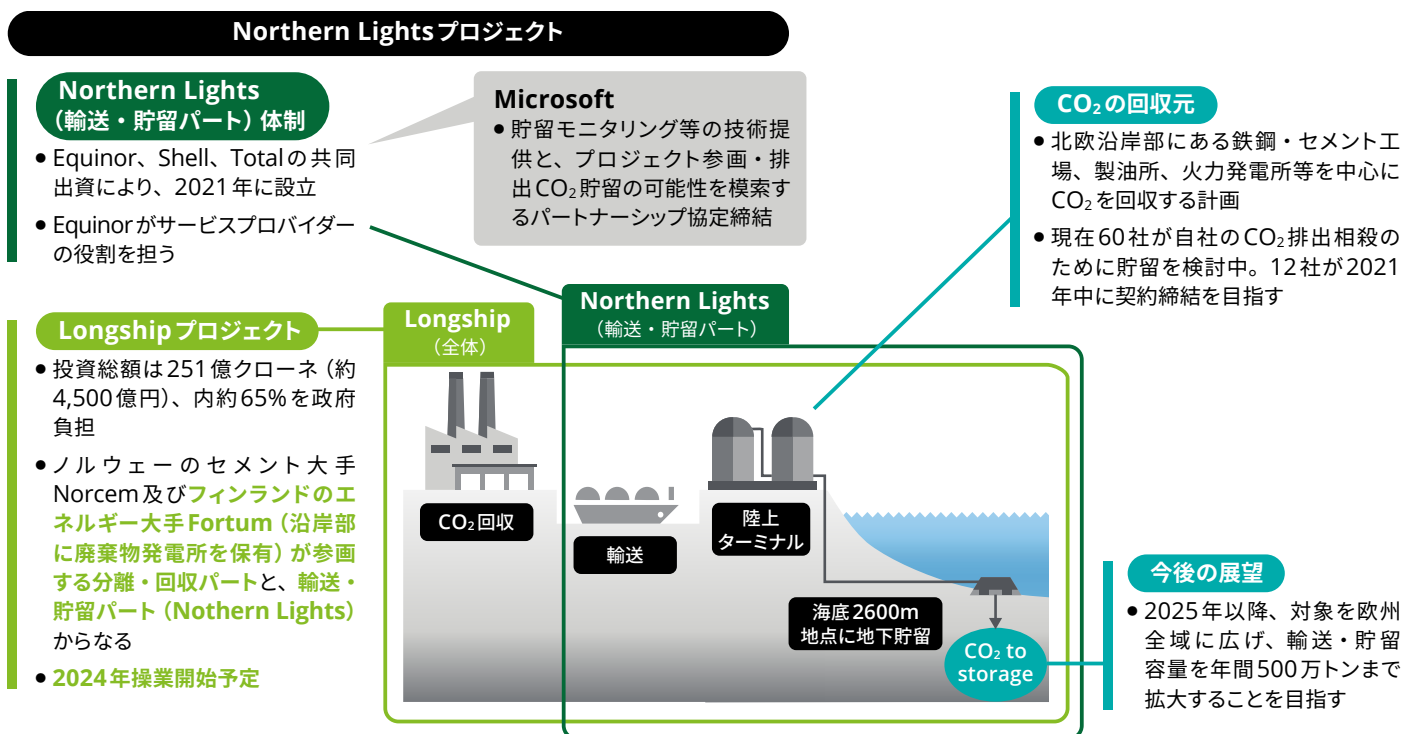 Northern Lightsプロジェクト
Northern Lights
（輸送・貯留パート）体制
● Equinor、Shell、Totalの共同
出資により、2021年に設立
● Equinorがサービスプロバイダー
の役割を担う
Microsoft
● 貯留モニタリング等の技術提
供と、プロジェクト参画・排
出CO₂貯留の可能性を模索す
るパートナーシップ協定締結
CO₂の回収元
● 北欧沿岸部にある鉄鋼・セメント工
場、製油所、火力発電所等を中心に
CO₂を回収する計画
● 現在60社が自社のCO₂排出相殺の
ために貯留を検討中。12社が2021
年中に契約締結を目指す
Longshipプロジェクト
● 投資総額は251億クローネ（約
4,500億円）、内約65%を政府
負担
● ノルウェーのセメント大手
Norcem及びフィンランドのエ
ネルギー大手Fortum（沿岸部
に廃棄物発電所を保有）が参画
する分離・回収パートと、輸送・
貯留パート（Nothern Lights）
からなる
● 2024年操業開始予定
Longship
（全体）
Northern Lights
（輸送・貯留パート）
CO₂回収
輸送
陸上
ターミナル
海底2600m
地点に地下貯留
CO₂ to
storage
今後の展望
● 2025年以降、対象を欧州
全域に広げ、輸送・貯留
容量を年間500万トンまで
拡大することを目指す